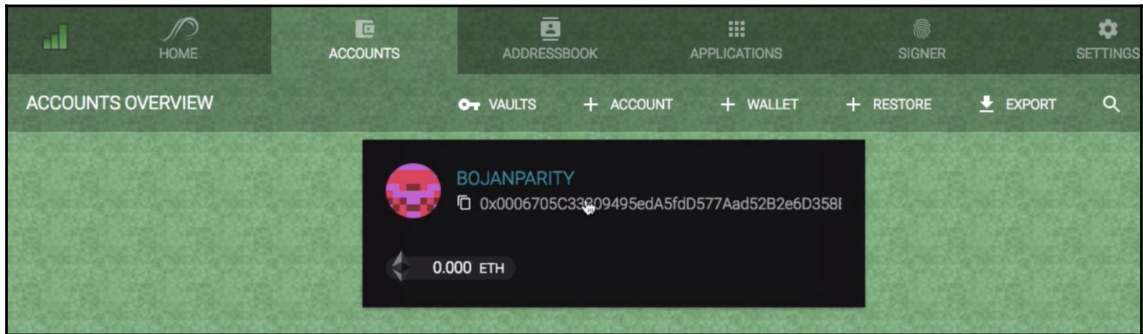 HOME
ACCOUNTS
ADDRESSBOOK
APPLICATIONS
SIGNER
SETTINGS
ACCOUNTS OVERVIEW
VAULTS
+ ACCOUNT
+ WALLET
+ RESTORE
EXPORT
BOJANPARITY
0.000 ETH